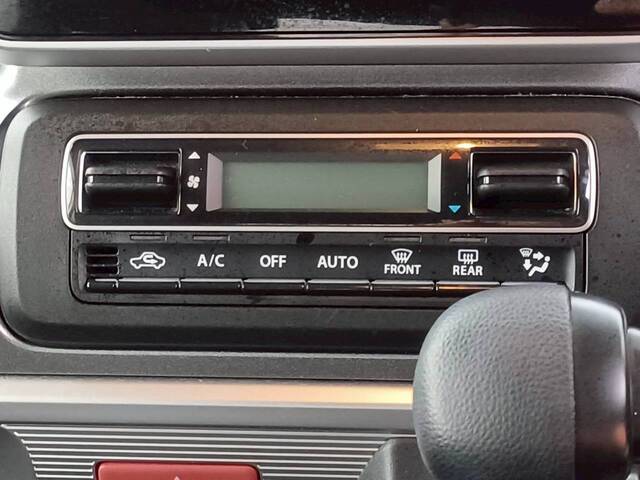 A/C OFF AUTO FRONT REAR